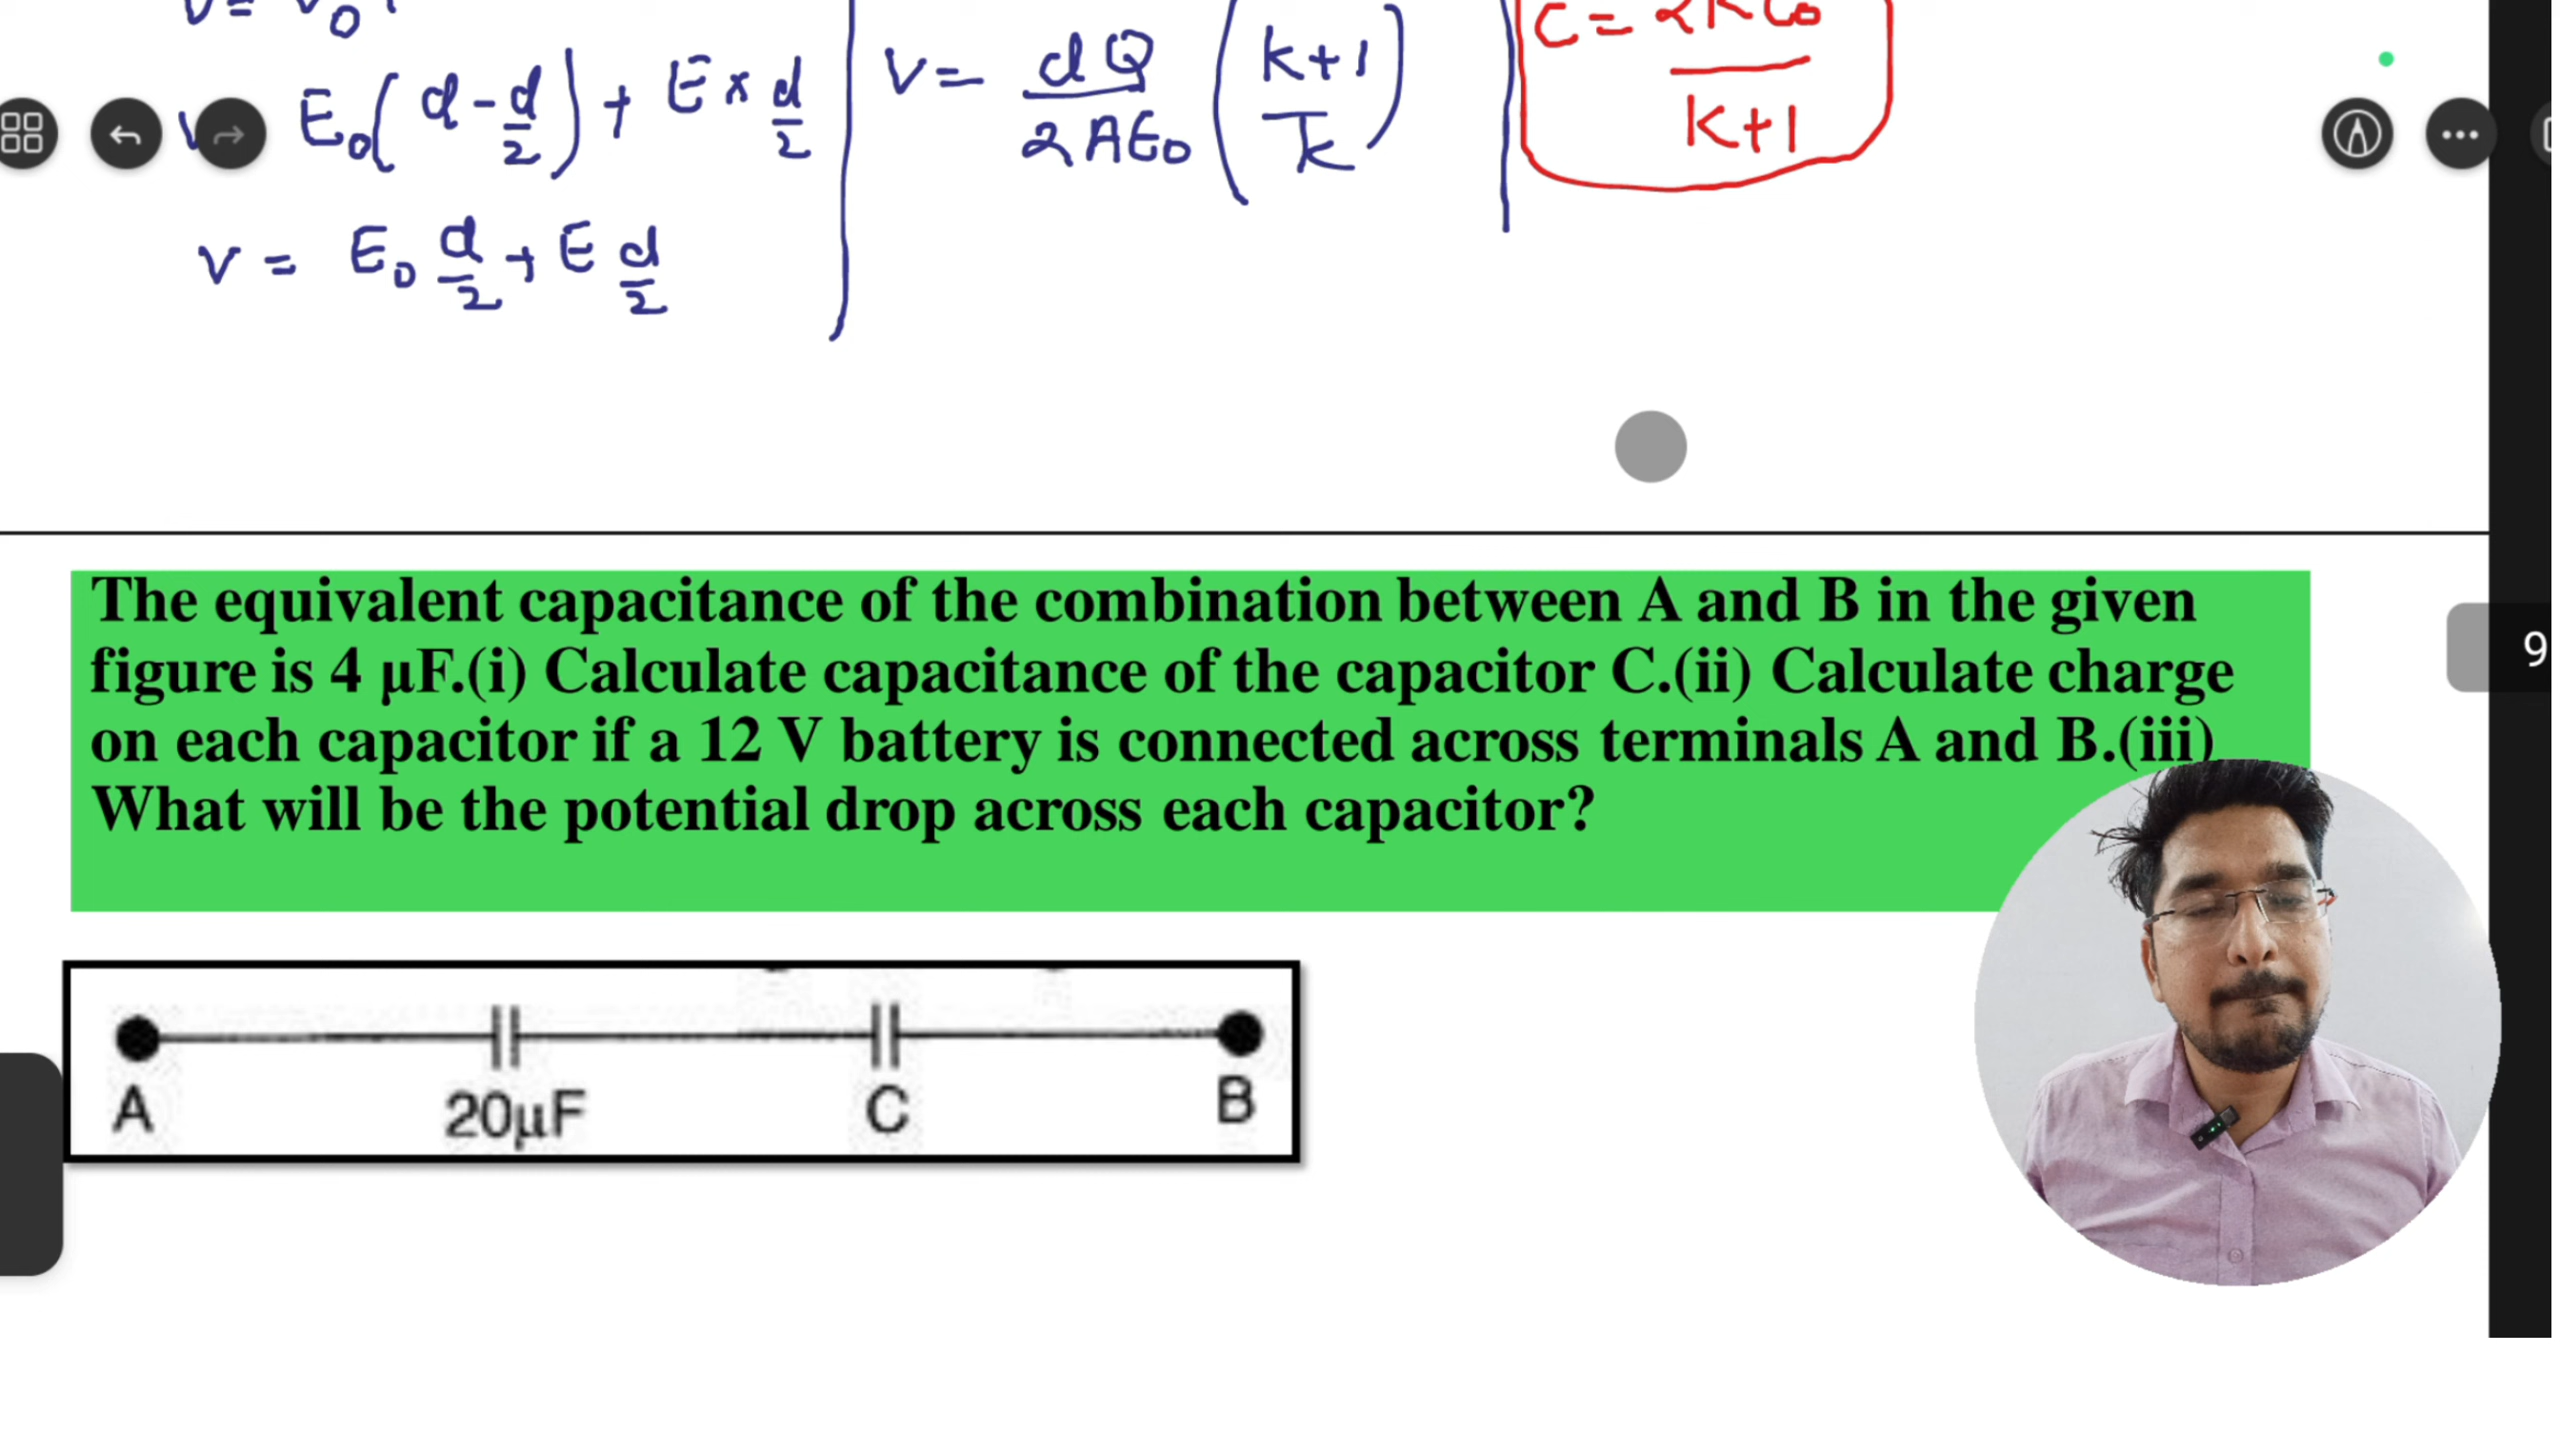 V = E₀(d - d/2) + E × d/2
V = dQ/2AE₀ (k+1/k)
K+1
V = E₀ d/2 + E d/2
The equivalent capacitance of the combination between A and B in the given
figure is 4 µF.(i) Calculate capacitance of the capacitor C.(ii) Calculate charge
on each capacitor if a 12 V battery is connected across terminals A and B.(iii)
What will be the potential drop across each capacitor?
9
A 20µF C B